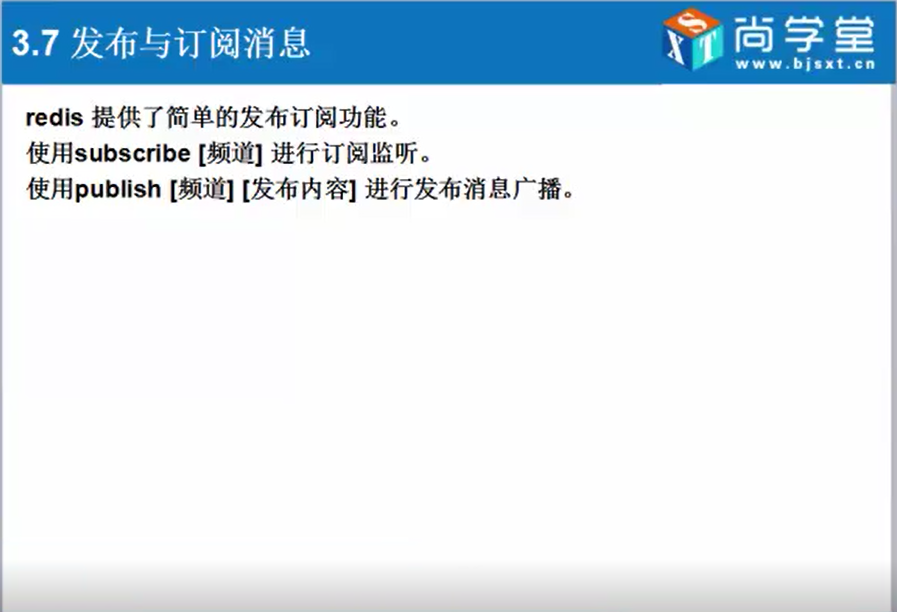 3.7 发布与订阅消息
XST
尚学堂
www.bjsxt.cn
redis 提供了简单的发布订阅功能。
使用subscribe [频道] 进行订阅监听。
使用publish [频道] [发布内容] 进行发布消息广播。